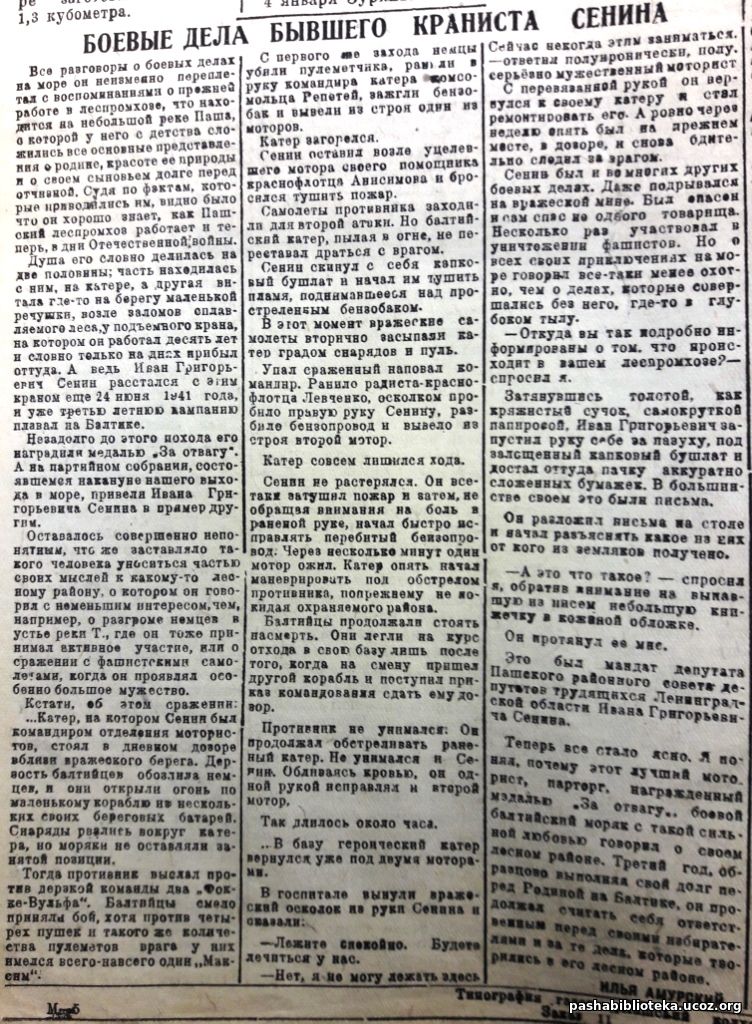 1,3 кубометра.
4 января
БОЕВЫЕ ДЕЛА БЫВШЕГО КРАНИСТА СЕНИНА
Все разговоры о боевых делах
на море он неизменно перепле-
тал с воспоминаниями о прежней
работе в леспромхозе, что нахо-
дится на небольшой реке Паша,
о которой у него с детства сло-
жились все основные представле-
ния о родине, красоте ее природы
и о своем сыновьем долге перед
отчизной. Судя по фактам, кото-
рые приводились им, видно было
что он хорошо знает, как Паш-
ский леспромхоз работает и те-
перь, в дни Отечественной войны.
Душа его словно делилась на
две половины; часть находилась
с ним, на катере, а другая ви-
тала где-то на берегу маленькой
речушки, возле заломов сплав-
ляемого леса, у подъемного крана,
на котором он работал десять лет
и словно только на днях прибыл
оттуда. А ведь Иван Григорь-
евич Сенин расстался с этим
краном еще 24 июня 1941 года,
и уже третью летнюю кампанию
плавал на Балтике.
Незадолго до этого похода его
наградили медалью „За отвагу".
А на партийном собрании, состо-
явшемся накануне нашего выхо-
да в море, привели Ивана Гри-
горьевича Сенина в пример дру-
гим.
Оставалось совершенно непо-
нятным, что же заставляло та-
кого человека уноситься частью
своих мыслей к какому-то лес-
ному району, о котором он гово-
рил с неменьшим интересом, чем,
например, о разгроме немцев в
устье реки Т., где он тоже при-
нимал активное участие, или о
сражении с фашистскими само-
летами, когда он проявлял осо-
бенно большое мужество.
Кстати, об этом сражении:
...Катер, на котором Сенин был
командиром отделения мотори-
стов, стоял в дневном дозоре
вблизи вражеского берега. Дер-
зость балтийцев обозлила нем-
цев, и они открыли огонь по
маленькому кораблю из несколь-
ких своих береговых батарей.
Снаряды рвались вокруг кате-
ра, но моряки не оставляли за-
нятой позиции.
Тогда противник выслал про-
тив дерзкой команды два „Фок-
ке-Вульфа". Балтийцы смело
приняли бой, хотя против четы-
рех пушек и такого же количе-
ства пулеметов врага у них
имелся всего-навсего один „Мак-
сим".
С первого же захода немцы
убили пулеметчика, ранили в
руку командира катера комсо-
мольца Репетей, зажгли бензо-
бак и вывели из строя один из
моторов.
Катер загорелся.
Сенин оставил возле уцелев-
шего мотора своего помощника
краснофлотца Анисимова и бро-
сился тушить пожар.
Самолеты противника заходи-
ли для второй атаки. Но балтий-
ский катер, пылая в огне, не пе-
реставал драться с врагом.
Сенин скинул с себя капко-
вый бушлат и начал им тушить
пламя, поднимавшееся над про-
стреленным бензобаком.
В этот момент вражеские са-
молеты вторично засыпали ка-
тер градом снарядов и пуль.
Упал сраженный наповал ко-
мандир. Ранило радиста-красно-
флотца Левченко, осколком про-
било правую руку Сенину, раз-
било бензопровод и вывело из
строя второй мотор.
Катер совсем лишился хода.
Сенин не растерялся. Он все-
таки затушил пожар и затем, не
обращая внимания на боль в
раненой руке, начал быстро ис-
правлять перебитый бензопро-
вод. Через несколько минут один
мотор ожил. Катер опять начал
маневрировать под обстрелом
противника, попрежнему не по-
кидая охраняемого района.
Балтийцы продолжали стоять
насмерть. Они легли на курс
отхода в свою базу лишь после
того, когда на смену пришел
другой корабль и поступил при-
каз командования сдать ему до-
зор.
Противник не унимался. Он
продолжал обстреливать ране-
ный катер. Не унимался и Се-
нин. Обливаясь кровью, он од-
ной рукой исправлял и второй
мотор.
Так длилось около часа.
...В базу героический катер
вернулся уже под двумя мотора-
ми.
В госпитале вынули враже-
ский осколок из руки Сенина и
сказали:
—Лежите спокойно. Будете
лечиться у нас.
—Нет, я не могу лежать здесь
Сейчас некогда этим заниматься.
—ответил полуиронически, полу-
серьезно мужественный моторист
С перевязанной рукой он вер-
нулся к своему катеру и стал
ремонтировать его. А ровно через
неделю опять был на прежнем
месте, в дозоре, и снова бдите-
льно следил за врагом.
Сенин был и во многих других
боевых делах. Даже подрывался
на вражеской мине. Был спасен
и сам спас не одного товарища.
Несколько раз участвовал в
уничтожении фашистов. Но о
всех своих приключениях на мо-
ре говорил все-таки менее охот-
но, чем о делах, которые совер-
шались без него, где-то в глу-
боком тылу.
—Откуда вы так подробно ин-
формированы о том, что проис-
ходит в вашем леспромхозе?—
спросил я.
Затянувшись толстой, как
кряжистый сучок, самокруткой
папиросой, Иван Григорьевич за-
пустил руку себе за пазуху, под
залощенный капковый бушлат и
достал оттуда пачку аккуратно
сложенных бумажек. В большин-
стве своем это были письма.
Он разложил письма на столе
и начал разъяснять какое из них
от кого из земляков получено.
—А это что такое? — спросил
я, обратив внимание на выпав-
шую из писем небольшую кни-
жечку в кожаной обложке.
Он протянул ее мне.
Это был мандат депутата
Пашского районного совета де-
путатов трудящихся Ленинград-
ской области Ивана Григорьеви-
ча Сенина.
Теперь все стало ясно. Я по-
нял, почему этот лучший мото-
рист, парторг, награжденный
медалью „За отвагу", боевой
балтийский моряк с такой силь-
ной любовью говорил о своем
лесном районе. Третий год, об-
разцово выполняя свой долг пе-
ред Родиной на Балтике, он про-
должал считать себя ответст-
венным перед своими избирате-
лями и за те дела, которые тво-
рились в его лесном районе.
ИЛЬЯ АМУРСКИЙ
Типография
pashabiblioteka.ucoz.org